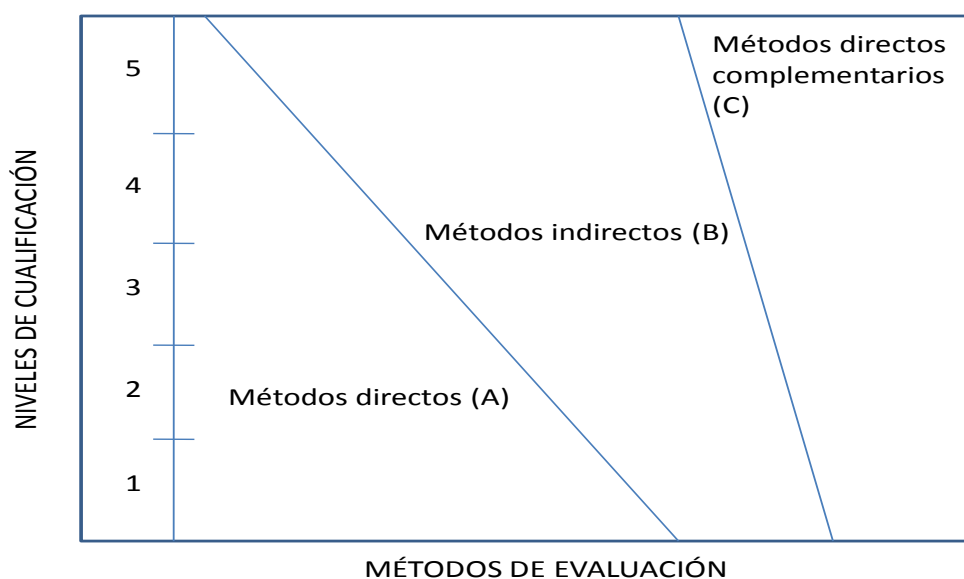 NIVELES DE CUALIFICACIÓN
5
4
3
2
1
Métodos directos
complementarios
(C)
Métodos indirectos (B)
Métodos directos (A)
MÉTODOS DE EVALUACIÓN